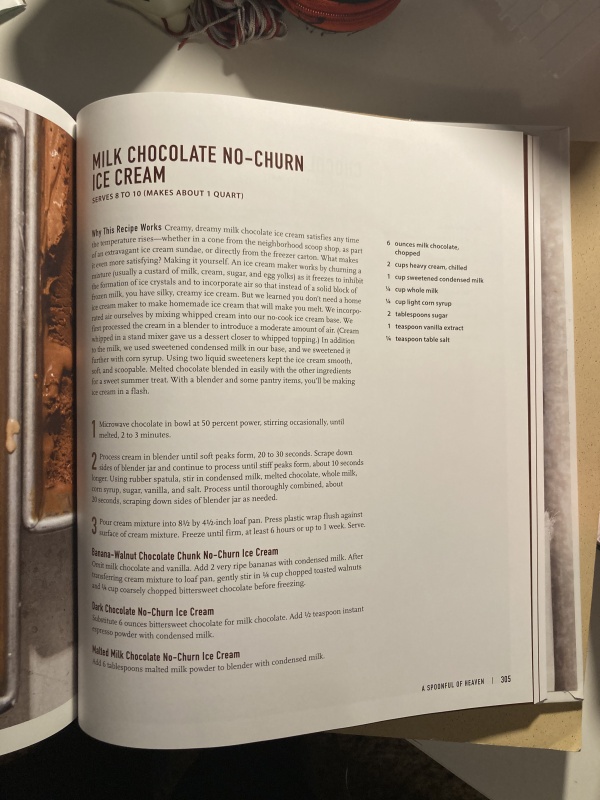 MILK CHOCOLATE NO-CHURN
ICE CREAM
SERVES 8 TO 10 (MAKES ABOUT 1 QUART)
Why This Recipe Works Creamy, dreamy milk chocolate ice cream satisfies any time
the temperature rises—whether in a cone from the neighborhood scoop shop, as part
of an extravagant ice cream sundae, or directly from the freezer carton. What makes
it even more satisfying? Making it yourself. An ice cream maker works by churning a
mixture (usually a custard of milk, cream, sugar, and egg yolks) as it freezes to inhibit
the formation of ice crystals and to incorporate air so that instead of a solid block of
frozen milk, you have silky, creamy ice cream. But we learned you don't need a home
ice cream maker to make homemade ice cream that will make you melt. We incorpo-
rated air ourselves by mixing whipped cream into our no-cook ice cream base. We
first processed the cream in a blender to introduce a moderate amount of air. (Cream
whipped in a stand mixer gave us a dessert closer to whipped topping.) In addition
to the milk, we used sweetened condensed milk in our base, and we sweetened it
further with corn syrup. Using two liquid sweeteners kept the ice cream smooth,
soft, and scoopable. Melted chocolate blended in easily with the other ingredients
for a sweet summer treat. With a blender and some pantry items, you'll be making
ice cream in a flash.
6 ounces milk chocolate,
chopped
2 cups heavy cream, chilled
1 cup sweetened condensed milk
cup whole milk
cup light corn syrup
2 tablespoons sugar
1 teaspoon vanilla extract
teaspoon table salt
1 Microwave chocolate in bowl at 50 percent power, stirring occasionally, until
melted, 2 to 3 minutes.
2 Process cream in blender until soft peaks form, 20 to 30 seconds. Scrape down
sides of blender jar and continue to process until stiff peaks form, about 10 seconds
longer. Using rubber spatula, stir in condensed milk, melted chocolate, whole milk,
corn syrup, sugar, vanilla, and salt. Process until thoroughly combined, about
20 seconds, scraping down sides of blender jar as needed.
3 Pour cream mixture into 8½ by 4½-inch loaf pan. Press plastic wrap flush against
surface of cream mixture. Freeze until firm, at least 6 hours or up to 1 week. Serve.
Banana-Walnut Chocolate Chunk No-Churn Ice Cream
Omit milk chocolate and vanilla. Add 2 very ripe bananas with condensed milk. After
transferring cream mixture to loaf pan, gently stir in cup chopped toasted walnuts
and cup coarsely chopped bittersweet chocolate before freezing.
Dark Chocolate No-Churn Ice Cream
Substitute 6 ounces bittersweet chocolate for milk chocolate. Add ½ teaspoon instant
espresso powder with condensed milk.
Malted Milk Chocolate No-Churn Ice Cream
Add 6 tablespoons malted milk powder to blender with condensed milk.
A SPOONFUL OF HEAVEN | 305